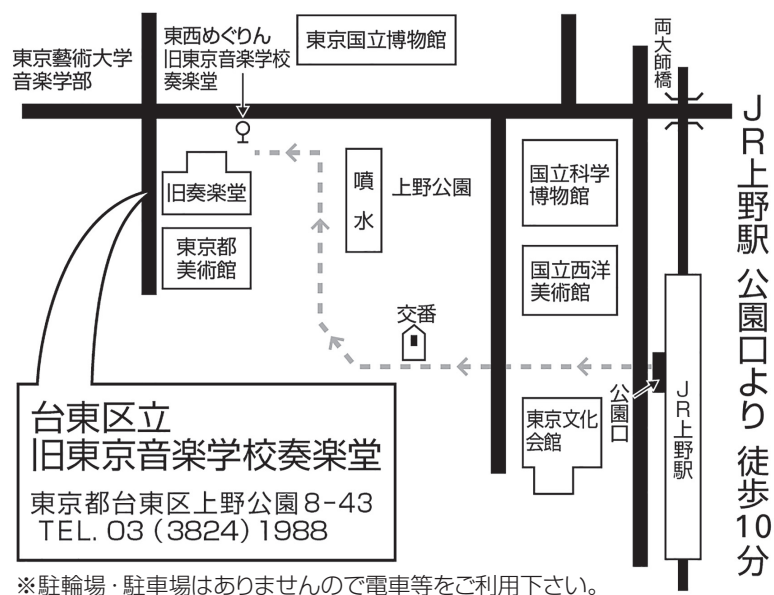 東京藝術大学
音楽学部
東西めぐりん
旧東京音楽学校
奏楽堂
東京国立博物館
両大師橋
旧奏楽堂
東京都
美術館
噴水
上野公園
国立科学
博物館
国立西洋
美術館
交番
東京文化
会館
公園口
JR上野駅
JR上野駅 公園口より 徒歩10分
台東区立
旧東京音楽学校奏楽堂
東京都台東区上野公園8-43
TEL. 03(3824)1988
※駐輪場・駐車場はありませんので電車等をご利用下さい。